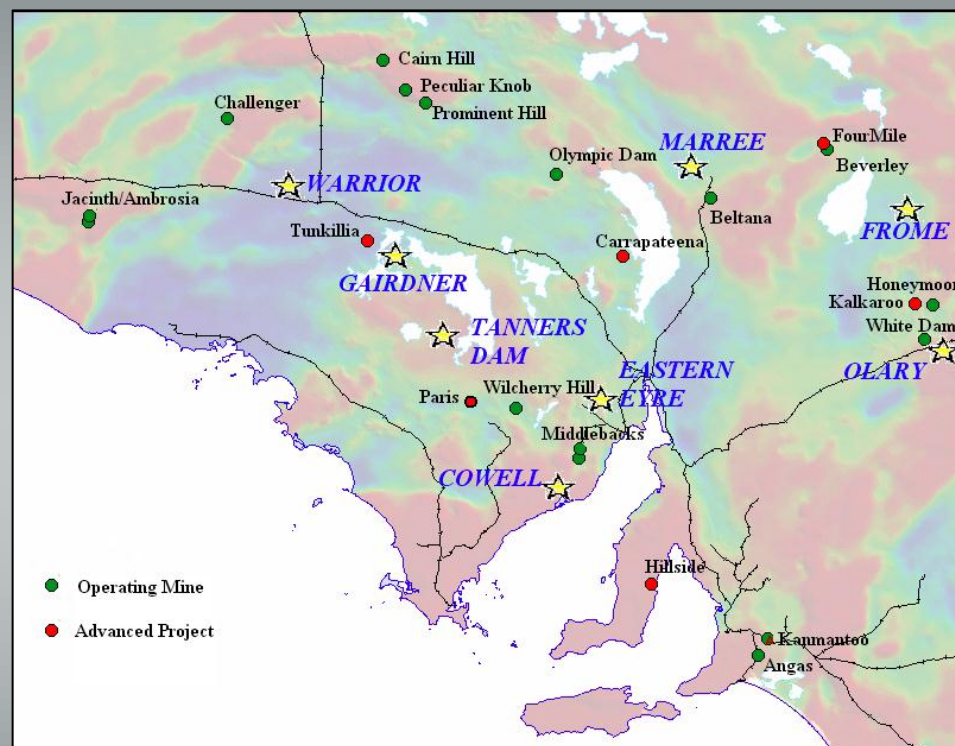 Cairn Hill
Peculiar Knob
Challenger
Prominent Hill
FourMile
MARREE
Olympic Dam
Beverley
WARRIOR
Jacinth/Ambrosia
Beltana
FROME
Tunkillia
Carrapateena
GAIRDNER
Honeymoon
Kalkaroo
TANNERS
DAM
White Dam
EASTERN
EYRE
OLARY
Paris
Wilcherry Hill
Middlebacks
COWELL
Hillside
Operating Mine
Advanced Project
Kanmantoo
Angas